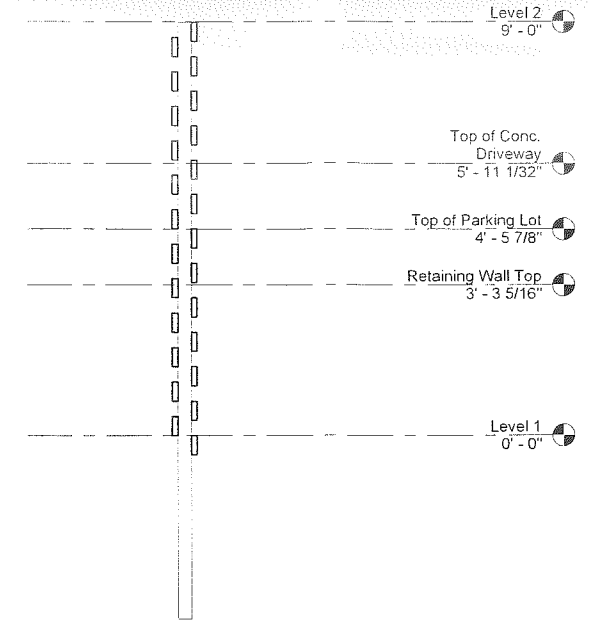 Level 2
9' - 0"
Top of Conc.
Driveway
5' - 11 1/32"
Top of Parking Lot
4' - 5 7/8"
Retaining Wall Top
3' - 3 5/16"
Level 1
0' - 0"